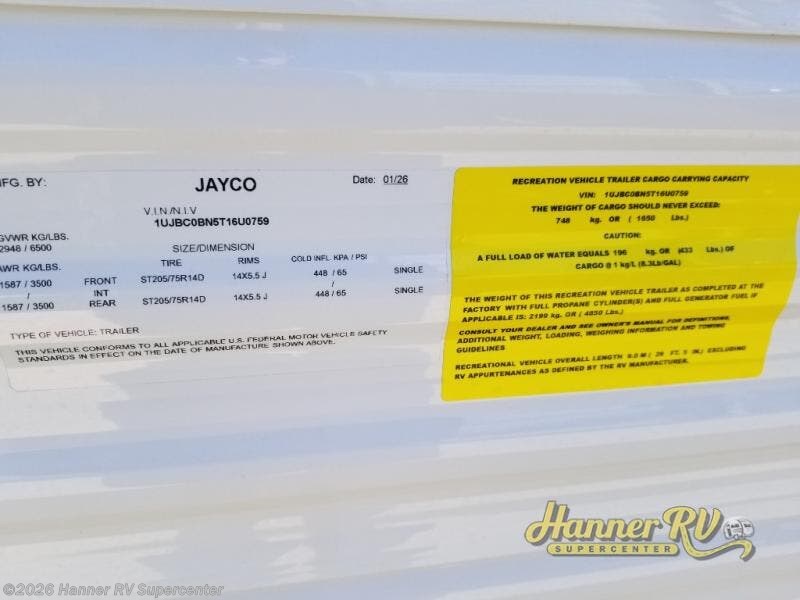 MFG. BY: JAYCO Date: 01/26
V.I.N./N.I.V
1UJBC0BN5T16U0759
GVWR KG/LBS.
2948 / 6500
SIZE/DIMENSION
TIRE RIMS COLD INFL. KPA / PSI
GAWR KG/LBS.
1587 / 3500 FRONT ST205/75R14D 14X5.5 J 448 / 65 SINGLE
/ INT
1587 / 3500 REAR ST205/75R14D 14X5.5 J 448 / 65 SINGLE
TYPE OF VEHICLE: TRAILER
THIS VEHICLE CONFORMS TO ALL APPLICABLE U.S. FEDERAL MOTOR VEHICLE SAFETY
STANDARDS IN EFFECT ON THE DATE OF MANUFACTURE SHOWN ABOVE.
RECREATION VEHICLE TRAILER CARGO CARRYING CAPACITY
VIN: 1UJBC0BN5T16U0759
THE WEIGHT OF CARGO SHOULD NEVER EXCEED:
748 kg. OR ( 1650 Lbs.)
CAUTION:
A FULL LOAD OF WATER EQUALS 196 kg. OR (433 Lbs.) OF
CARGO @ 1 kg/L (8.3Lb/GAL)
THE WEIGHT OF THIS RECREATION TRAILER AS COMPLETED AT THE
FACTORY WITH FULL PROPANE CYLINDER(S) AND FULL GENERATOR FUEL IF
APPLICABLE IS: 2199 kg. OR ( 4850 Lbs.)
CONSULT YOUR DEALER AND SEE OWNER'S MANUAL FOR DEFINITIONS,
ADDITIONAL WEIGHT, LOADING, WEIGHING INFORMATION AND TOWING
GUIDELINES
RECREATIONAL VEHICLE OVERALL LENGTH 9.0 M ( 29 FT. 5 IN.) EXCLUDING
RV APPURTENANCES AS DEFINED BY THE RV MANUFACTURER.
Hanner RV
SUPERCENTER
©2026 Hanner RV Supercenter